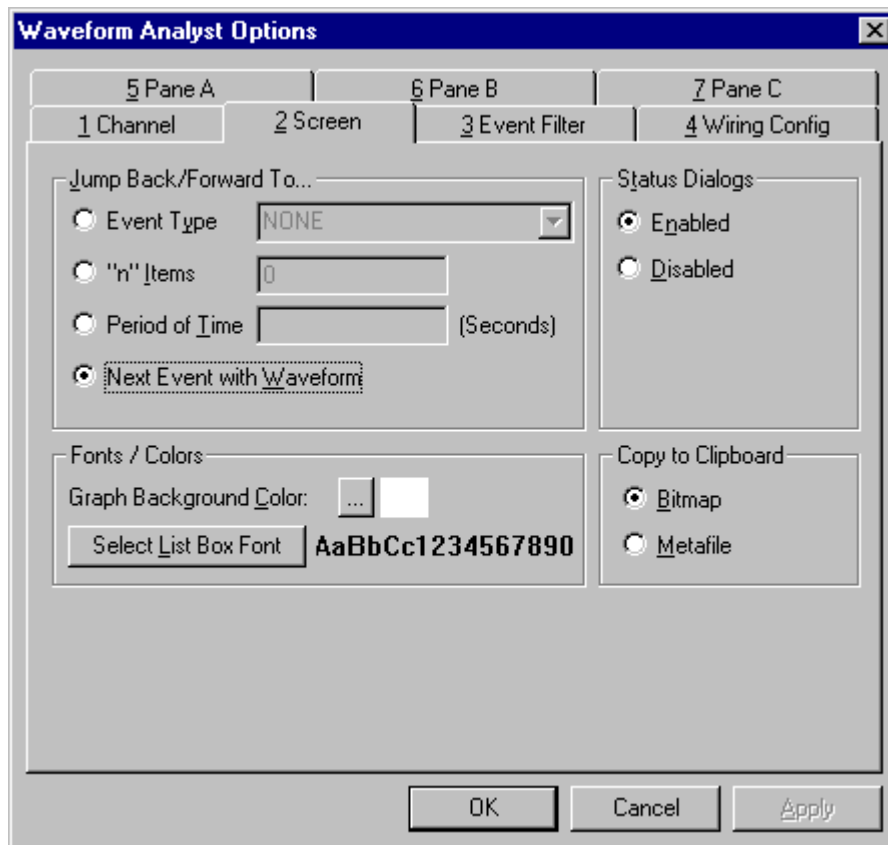 Waveform Analyst Options
5 Pane A 6 Pane B 7 Pane C
1 Channel 2 Screen 3 Event Filter 4 Wiring Config
Jump Back/Forward To...
Event Type NONE
"n" Items 0
Period of Time (Seconds)
Next Event with Waveform
Status Dialogs
Enabled
Disabled
Fonts / Colors
Graph Background Color: ...
Select List Box Font AaBbCc1234567890
Copy to Clipboard
Bitmap
Metafile
OK Cancel Apply